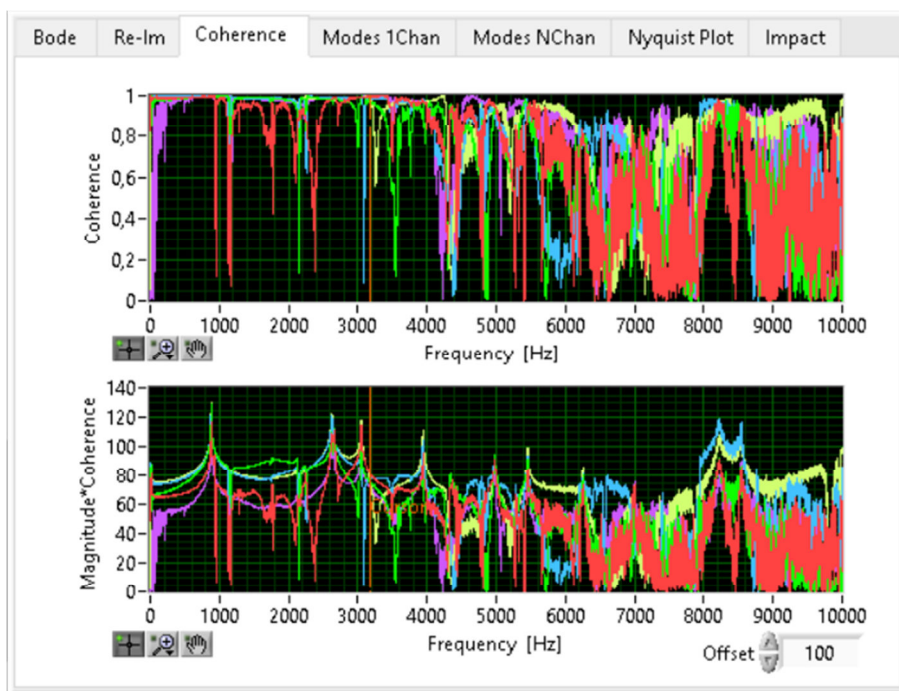 Bode Re-Im Coherence Modes 1Chan Modes NChan Nyquist Plot Impact
Coherence
1
0,8
0,6
0,4
0,2
0
0 1000 2000 3000 4000 5000 6000 7000 8000 9000 10000
Frequency [Hz]
Magnitude*Coherence
140
120
100
80
60
40
20
0
0 1000 2000 3000 4000 5000 6000 7000 8000 9000 10000
Frequency [Hz]
Offset 100